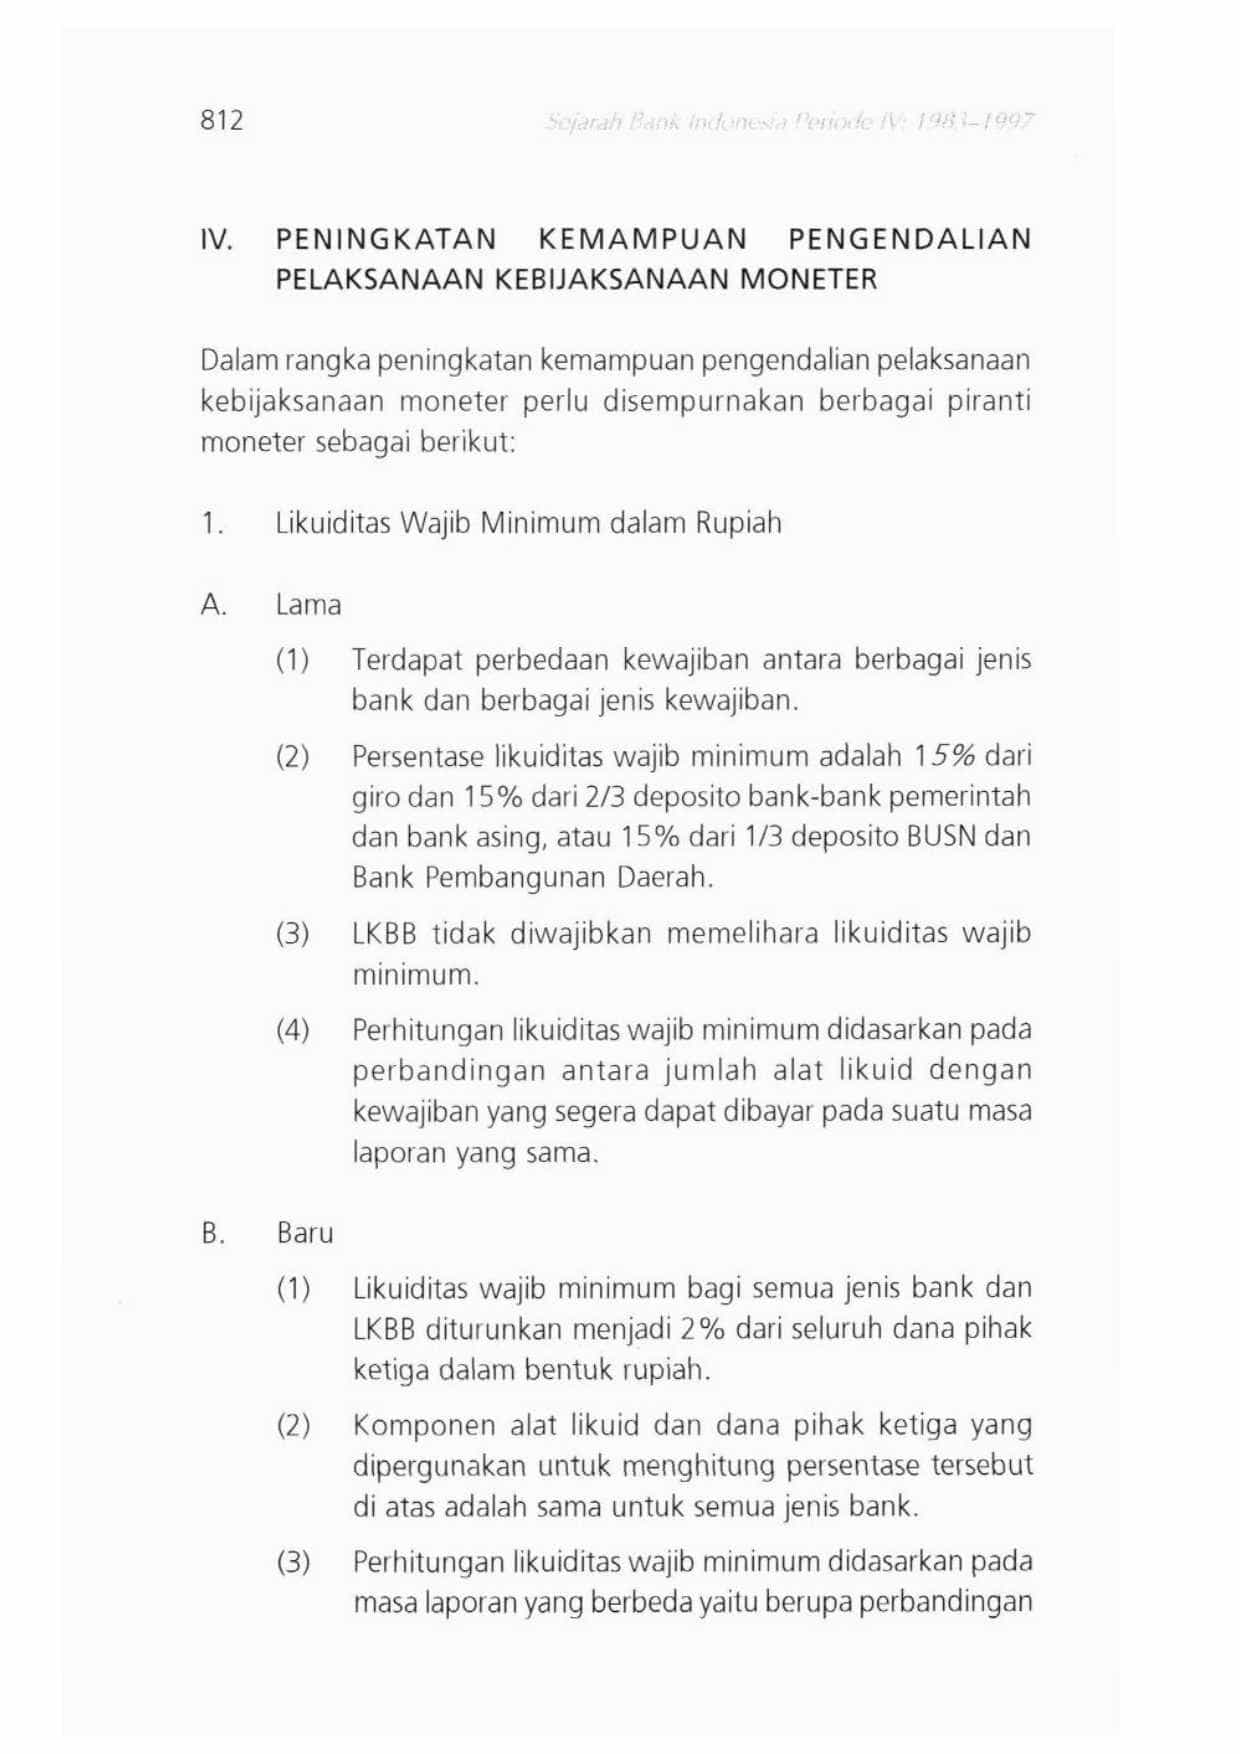 812 Sejarah Bank Indonesia Periode IV: 1983–1997
IV. PENINGKATAN KEMAMPUAN PENGENDALIAN
PELAKSANAAN KEBIJAKSANAAN MONETER
Dalam rangka peningkatan kemampuan pengendalian pelaksanaan
kebijaksanaan moneter perlu disempurnakan berbagai piranti
moneter sebagai berikut:
1. Likuiditas Wajib Minimum dalam Rupiah
A. Lama
(1) Terdapat perbedaan kewajiban antara berbagai jenis
bank dan berbagai jenis kewajiban.
(2) Persentase likuiditas wajib minimum adalah 15% dari
giro dan 15% dari 2/3 deposito bank-bank pemerintah
dan bank asing, atau 15% dari 1/3 deposito BUSN dan
Bank Pembangunan Daerah.
(3) LKBB tidak diwajibkan memelihara likuiditas wajib
minimum.
(4) Perhitungan likuiditas wajib minimum didasarkan pada
perbandingan antara jumlah alat likuid dengan
kewajiban yang segera dapat dibayar pada suatu masa
laporan yang sama.
B. Baru
(1) Likuiditas wajib minimum bagi semua jenis bank dan
LKBB diturunkan menjadi 2% dari seluruh dana pihak
ketiga dalam bentuk rupiah.
(2) Komponen alat likuid dan dana pihak ketiga yang
dipergunakan untuk menghitung persentase tersebut
di atas adalah sama untuk semua jenis bank.
(3) Perhitungan likuiditas wajib minimum didasarkan pada
masa laporan yang berbeda yaitu berupa perbandingan